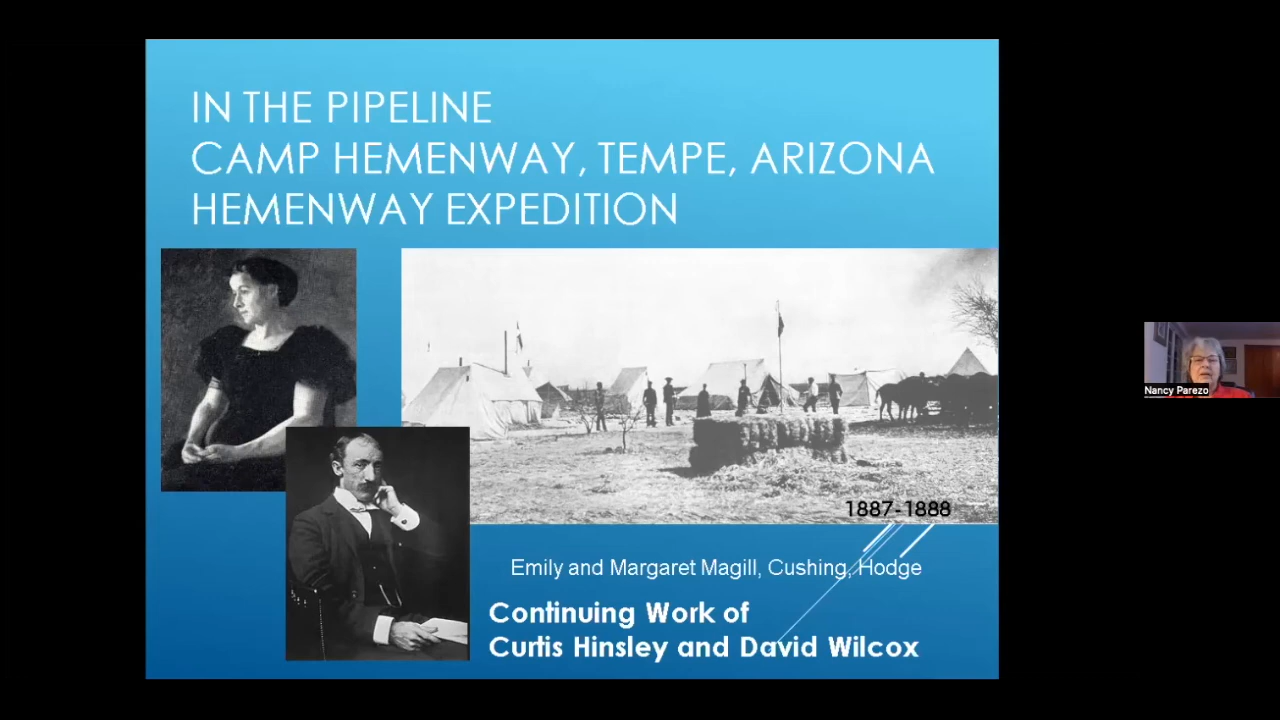 IN THE PIPELINE
CAMP HEMENWAY, TEMPE, ARIZONA
HEMENWAY EXPEDITION
1887-1888
Emily and Margaret Magill, Cushing, Hodge
Continuing Work of
Curtis Hinsley and David Wilcox
Nancy Parezo